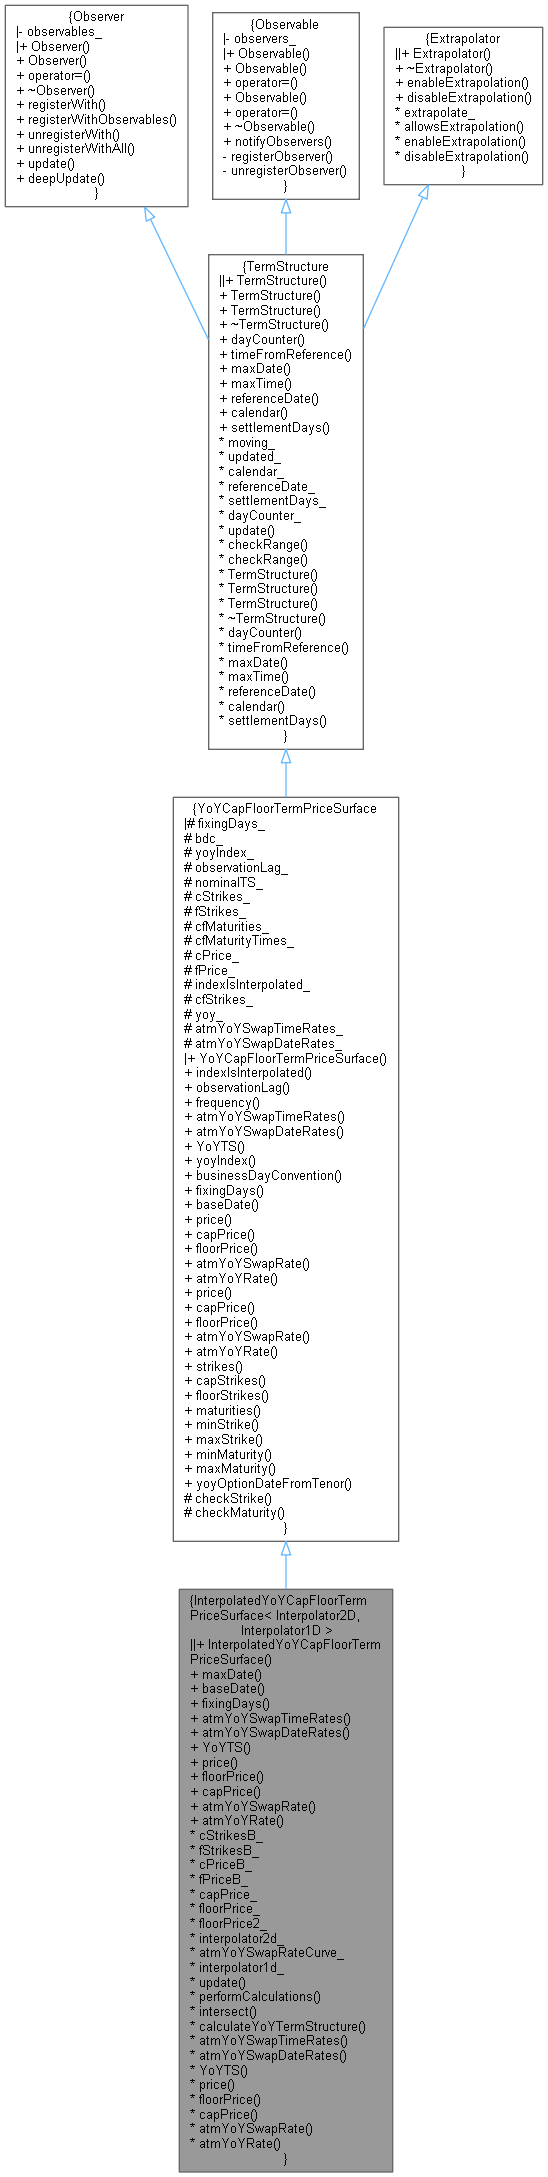 {Observer
|- observables_
|+ Observer()
+ Observer()
+ operator=()
+ ~Observer()
+ registerWith()
+ registerWithObservables()
+ unregisterWith()
+ unregisterWithAll()
+ update()
+ deepUpdate()
}
{Observable
|- observers_
|+ Observable()
+ Observable()
+ operator=()
+ Observable()
+ operator=()
+ ~Observable()
+ notifyObservers()
- registerObserver()
- unregisterObserver()
}
{Extrapolator
||+ Extrapolator()
+ ~Extrapolator()
+ enableExtrapolation()
+ disableExtrapolation()
* extrapolate_
* allowsExtrapolation()
* enableExtrapolation()
* disableExtrapolation()
}
{TermStructure
||+ TermStructure()
+ TermStructure()
+ TermStructure()
+ ~TermStructure()
+ dayCounter()
+ timeFromReference()
+ maxDate()
+ maxTime()
+ referenceDate()
+ calendar()
+ settlementDays()
* moving_
* updated_
* calendar_
* referenceDate_
* settlementDays_
* dayCounter_
* update()
* checkRange()
* checkRange()
* TermStructure()
* TermStructure()
* TermStructure()
* ~TermStructure()
* dayCounter()
* timeFromReference()
* maxDate()
* maxTime()
* referenceDate()
* calendar()
* settlementDays()
}
{YoYCapFloorTermPriceSurface
|# fixingDays_
# bdc_
# yoyIndex_
# observationLag_
# nominalTS_
# cStrikes_
# fStrikes_
# cfMaturities_
# cfMaturityTimes_
# cPrice_
# fPrice_
# indexIsInterpolated_
# cfStrikes_
# yoy_
# atmYoYSwapTimeRates_
# atmYoYSwapDateRates_
|+ YoYCapFloorTermPriceSurface()
+ indexIsInterpolated()
+ observationLag()
+ frequency()
+ atmYoYSwapTimeRates()
+ atmYoYSwapDateRates()
+ YoYTS()
+ yoyIndex()
+ businessDayConvention()
+ fixingDays()
+ baseDate()
+ price()
+ capPrice()
+ floorPrice()
+ atmYoYSwapRate()
+ atmYoYRate()
+ price()
+ capPrice()
+ floorPrice()
+ atmYoYSwapRate()
+ atmYoYRate()
+ strikes()
+ capStrikes()
+ floorStrikes()
+ maturities()
+ minStrike()
+ maxStrike()
+ minMaturity()
+ maxMaturity()
+ yoyOptionDateFromTenor()
# checkStrike()
# checkMaturity()
}
{InterpolatedYoYCapFloorTerm
PriceSurface< Interpolator2D,
Interpolator1D >
||+ InterpolatedYoYCapFloorTerm
PriceSurface()
+ maxDate()
+ baseDate()
+ fixingDays()
+ atmYoYSwapTimeRates()
+ atmYoYSwapDateRates()
+ YoYTS()
+ price()
+ floorPrice()
+ capPrice()
+ atmYoYSwapRate()
+ atmYoYRate()
* cStrikesB_
* fStrikesB_
* cPriceB_
* fPriceB_
* capPrice_
* floorPrice_
* floorPrice2_
* interpolator2d_
* atmYoYSwapRateCurve_
* interpolator1d_
* update()
* performCalculations()
* intersect()
* calculateYoYTermStructure()
* atmYoYSwapTimeRates()
* atmYoYSwapDateRates()
* YoYTS()
* price()
* floorPrice()
* capPrice()
* atmYoYSwapRate()
* atmYoYRate()
}